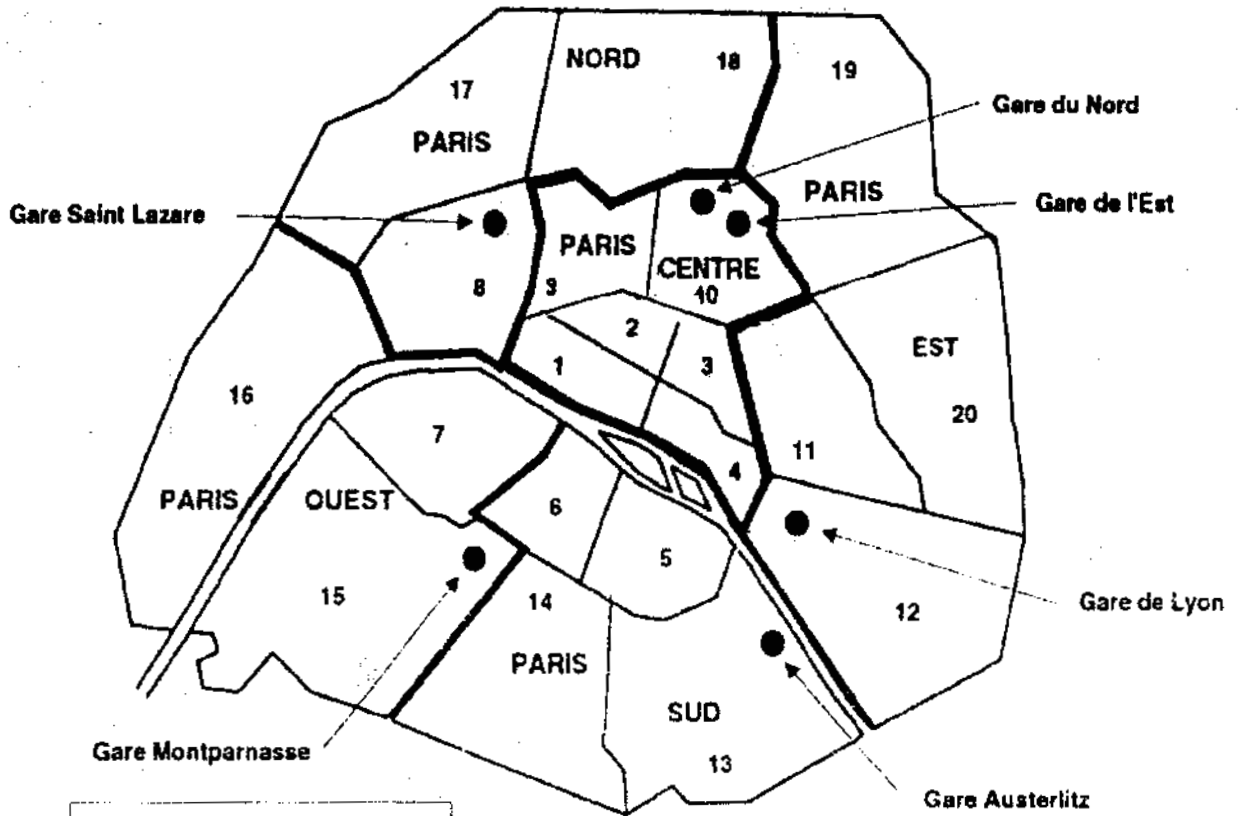 NORD
18
19
17
Gare du Nord
PARIS
PARIS
Gare Saint Lazare
Gare de l'Est
PARIS
CENTRE
8
9
10
2
EST
1
3
16
20
7
11
4
PARIS
OUEST
6
5
15
14
12
Gare de Lyon
PARIS
SUD
Gare Montparnasse
13
Gare Austerlitz